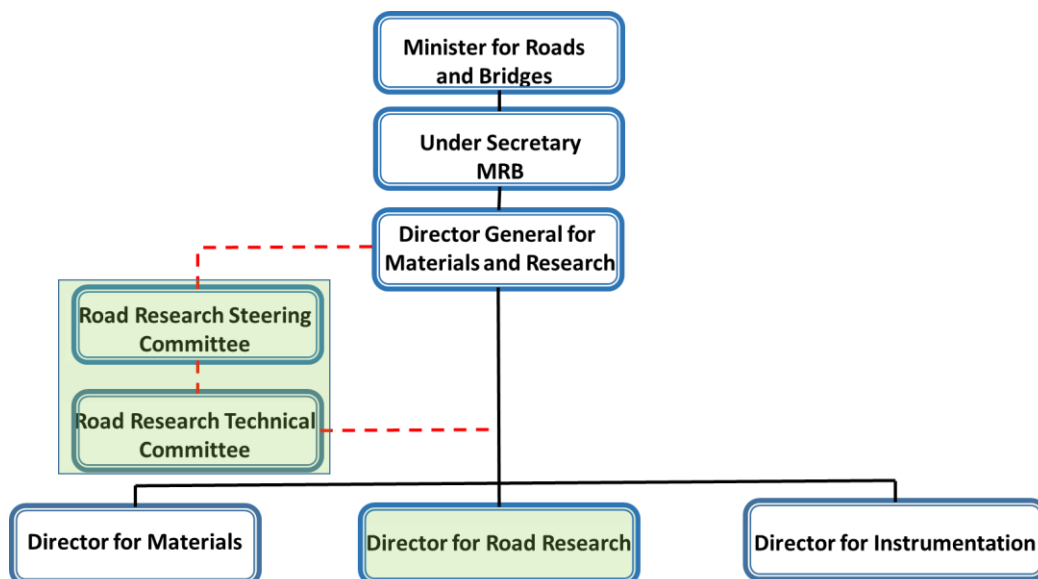 Minister for Roads
and Bridges
Under Secretary
MRB
Director General for
Materials and Research
Road Research Steering
Committee
Road Research Technical
Committee
Director for Materials
Director for Road Research
Director for Instrumentation